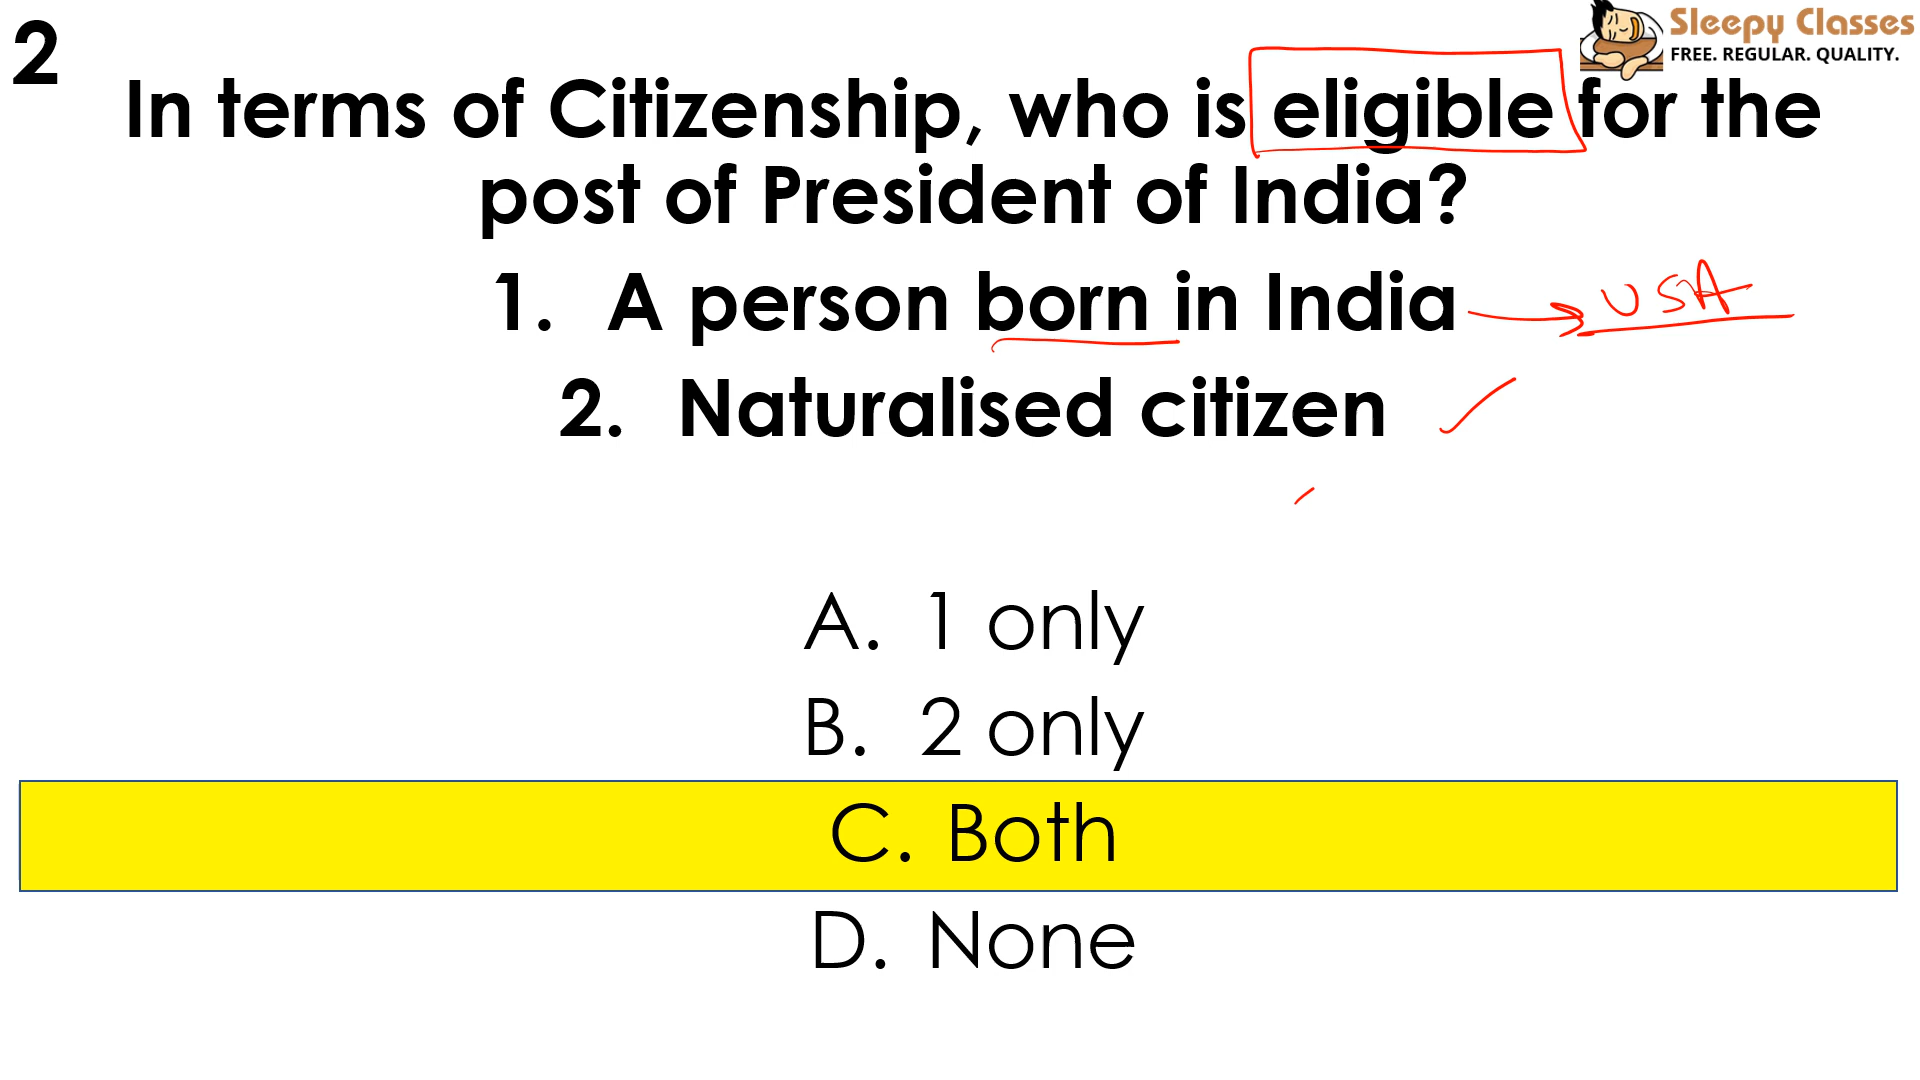 2
Sleepy Classes
FREE. REGULAR. QUALITY.
In terms of Citizenship, who is eligible for the
post of President of India?
1. A person born in India
USA
2. Naturalised citizen
A. 1 only
B. 2 only
C. Both
D. None